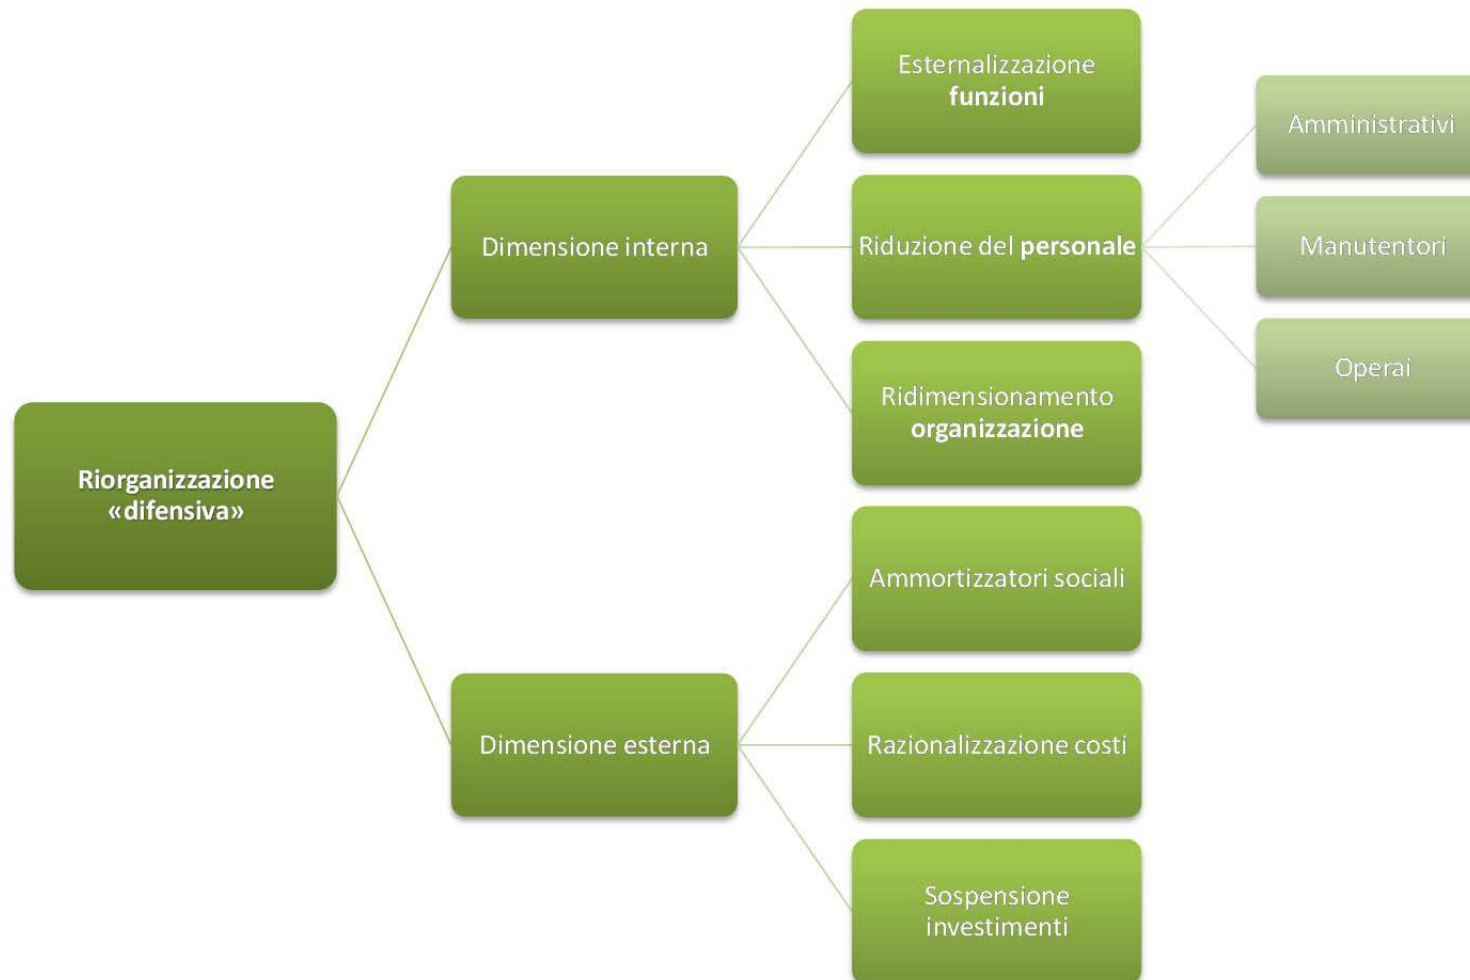 Riorganizzazione
«difensiva»
Dimensione interna
Esternalizzazione
funzioni
Riduzione del personale
Amministrativi
Manutentori
Operai
Ridimensionamento
organizzazione
Dimensione esterna
Ammortizzatori sociali
Razionalizzazione costi
Sospensione
investimenti